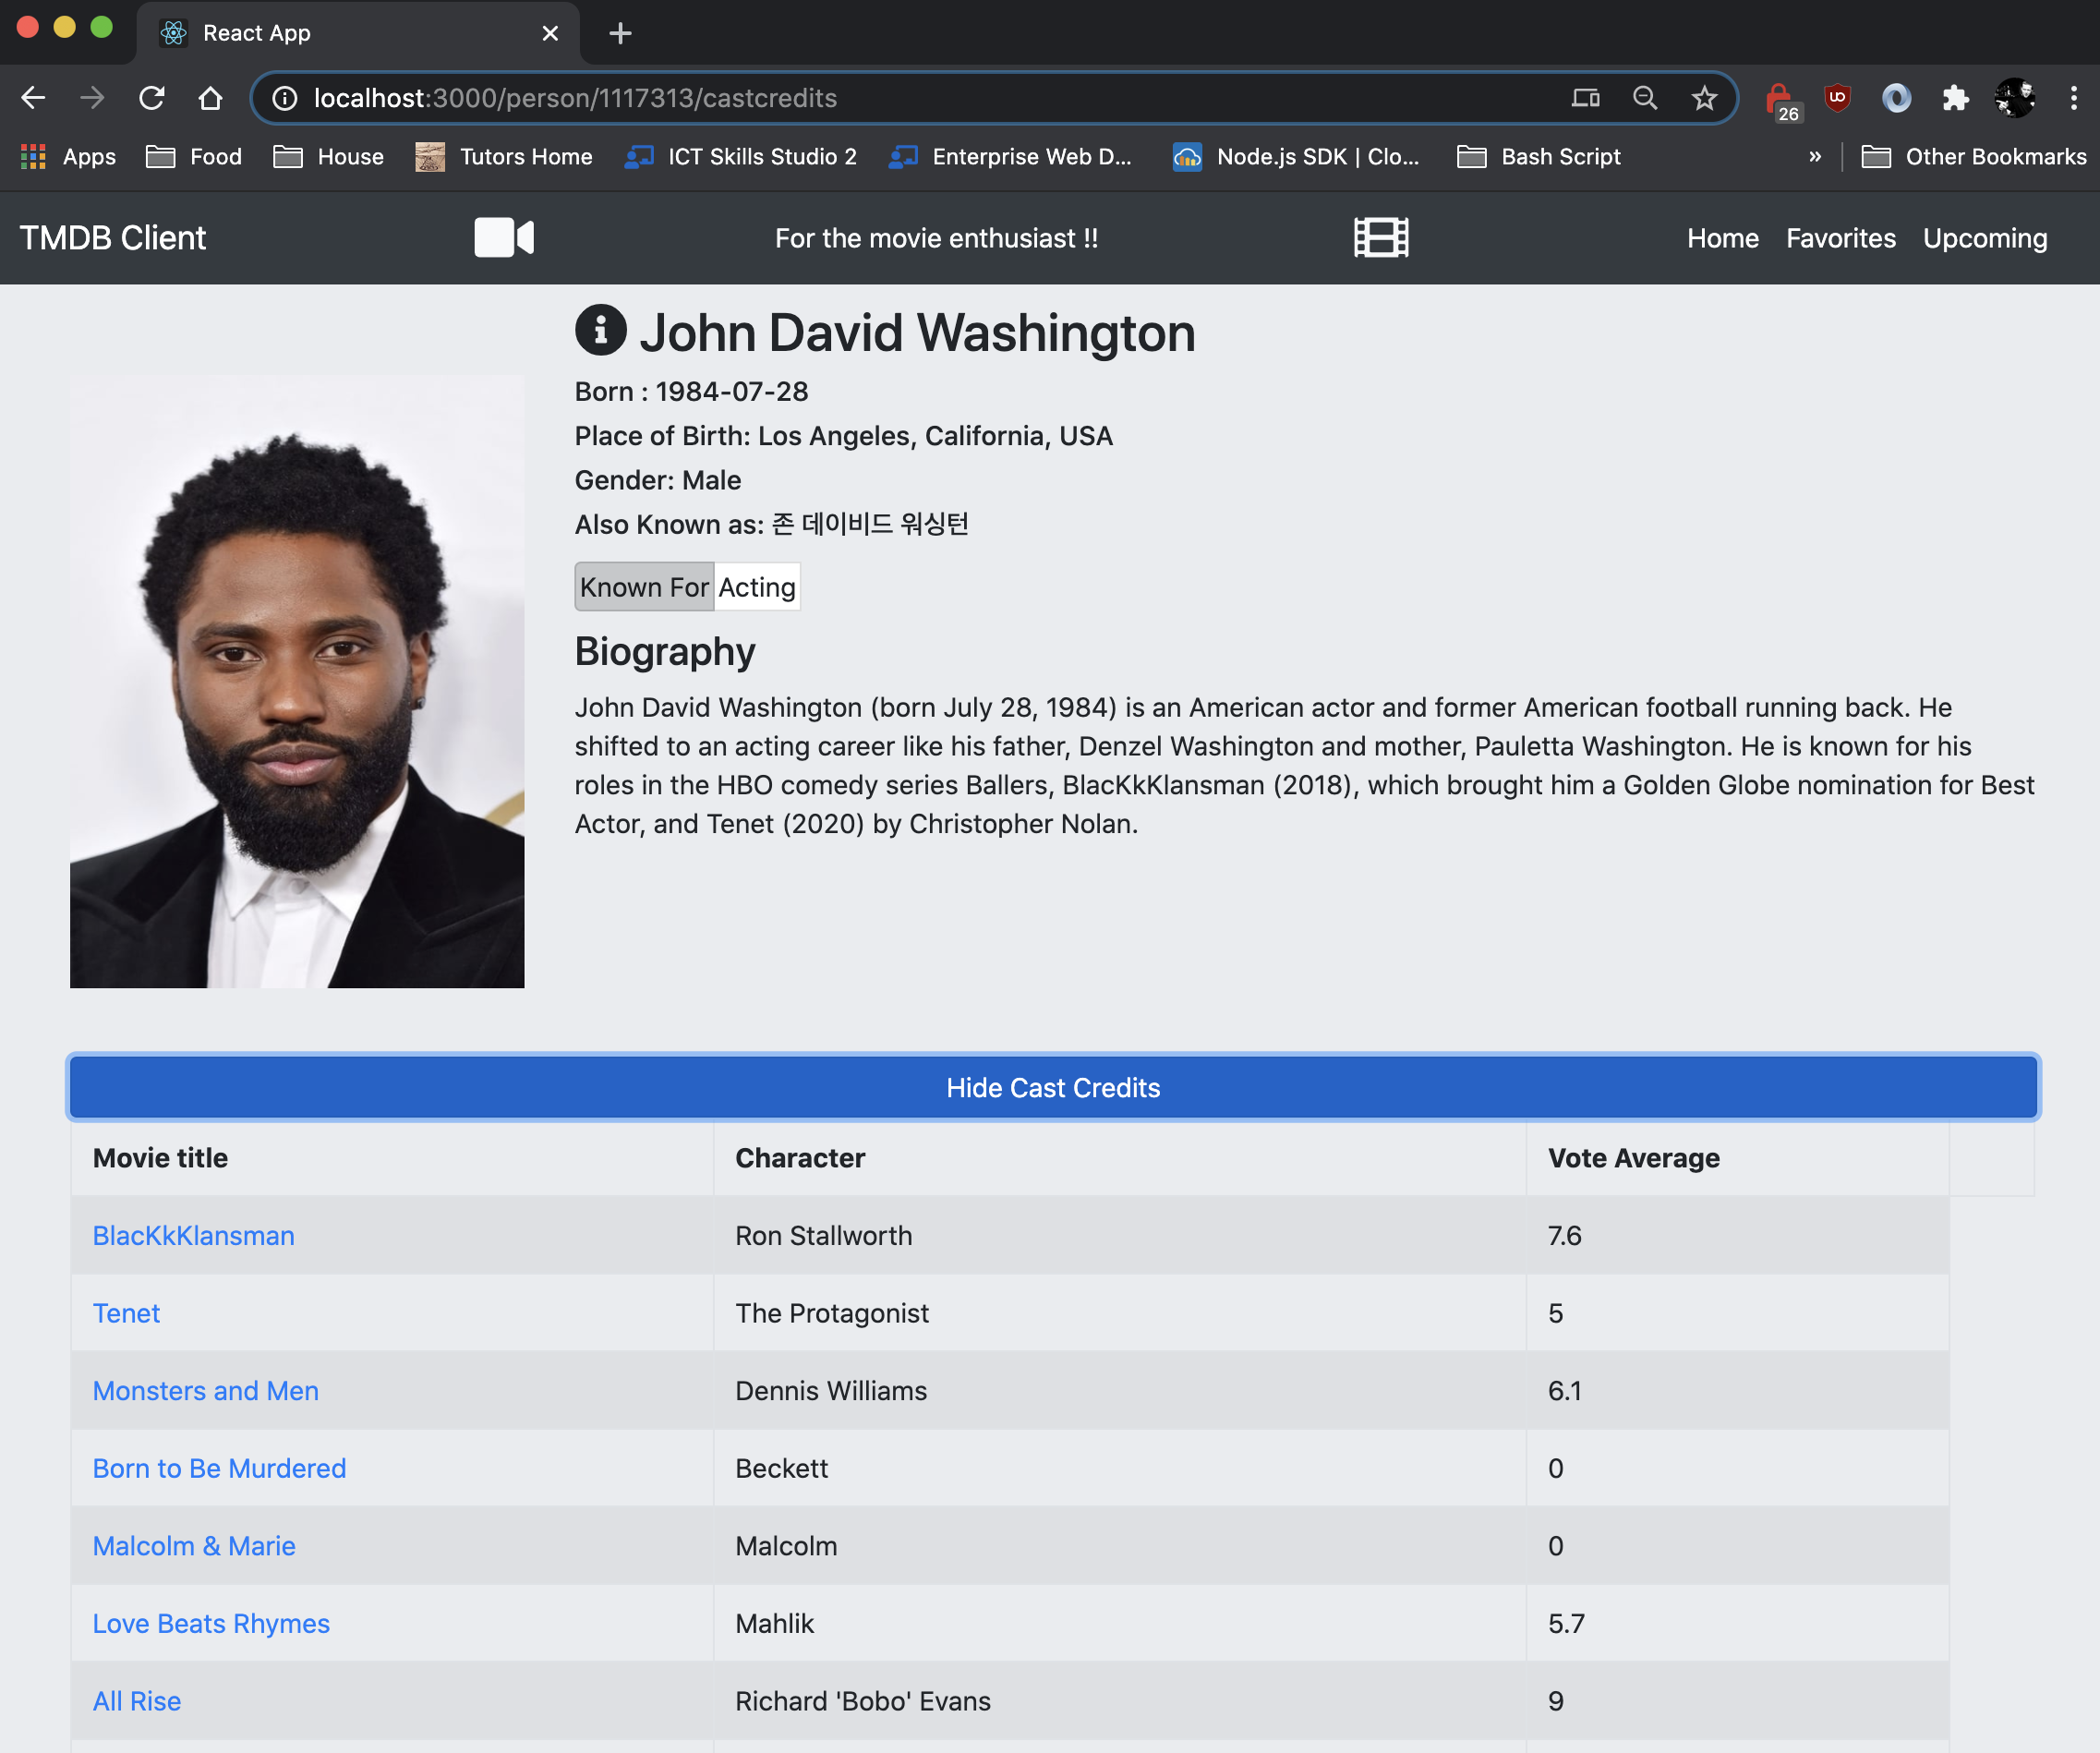 React App
localhost:3000/person/1117313/castcredits
26
Apps Food House Tutors Home ICT Skills Studio 2 Enterprise Web D... Node.js SDK | Clo... Bash Script » Other Bookmarks
TMDB Client For the movie enthusiast !! Home Favorites Upcoming
John David Washington
Born : 1984-07-28
Place of Birth: Los Angeles, California, USA
Gender: Male
Also Known as: 존 데이비드 워싱턴
Known For Acting
Biography
John David Washington (born July 28, 1984) is an American actor and former American football running back. He
shifted to an acting career like his father, Denzel Washington and mother, Pauletta Washington. He is known for his
roles in the HBO comedy series Ballers, BlacKkKlansman (2018), which brought him a Golden Globe nomination for Best
Actor, and Tenet (2020) by Christopher Nolan.
Hide Cast Credits
Movie title Character Vote Average
BlacKkKlansman Ron Stallworth 7.6
Tenet The Protagonist 5
Monsters and Men Dennis Williams 6.1
Born to Be Murdered Beckett 0
Malcolm & Marie Malcolm 0
Love Beats Rhymes Mahlik 5.7
All Rise Richard 'Bobo' Evans 9